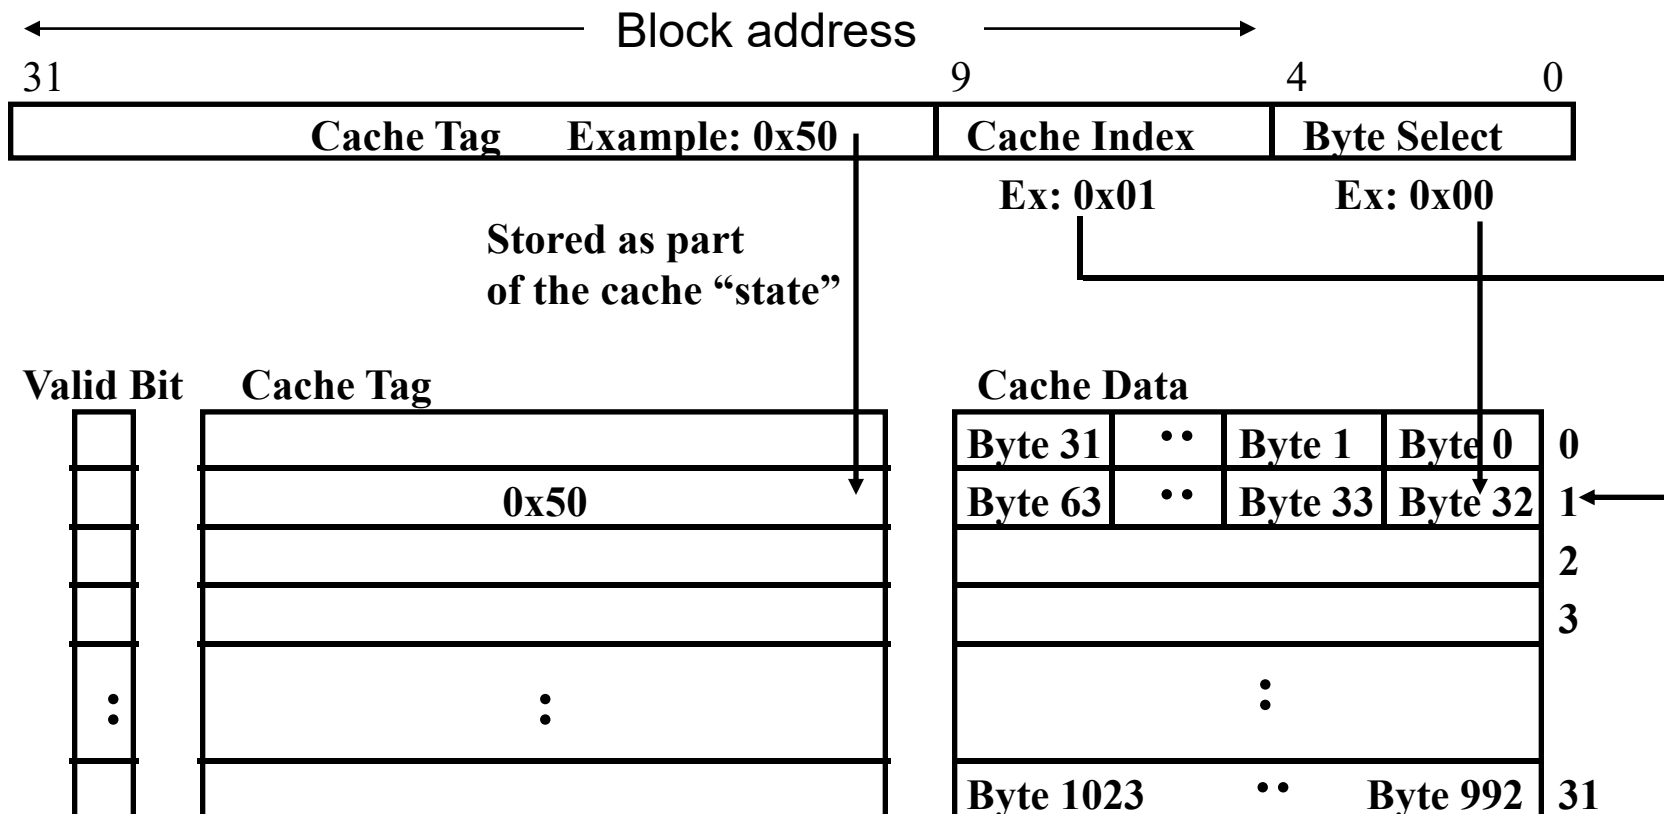 Block address
31 9 4 0
Cache Tag Example: 0x50 Cache Index Byte Select
Ex: 0x01 Ex: 0x00
Stored as part
of the cache “state”
Valid Bit Cache Tag Cache Data
Byte 31 •• Byte 1 Byte 0 0
0x50 Byte 63 •• Byte 33 Byte 32 1
2
3
: : :
Byte 1023 •• Byte 992 31